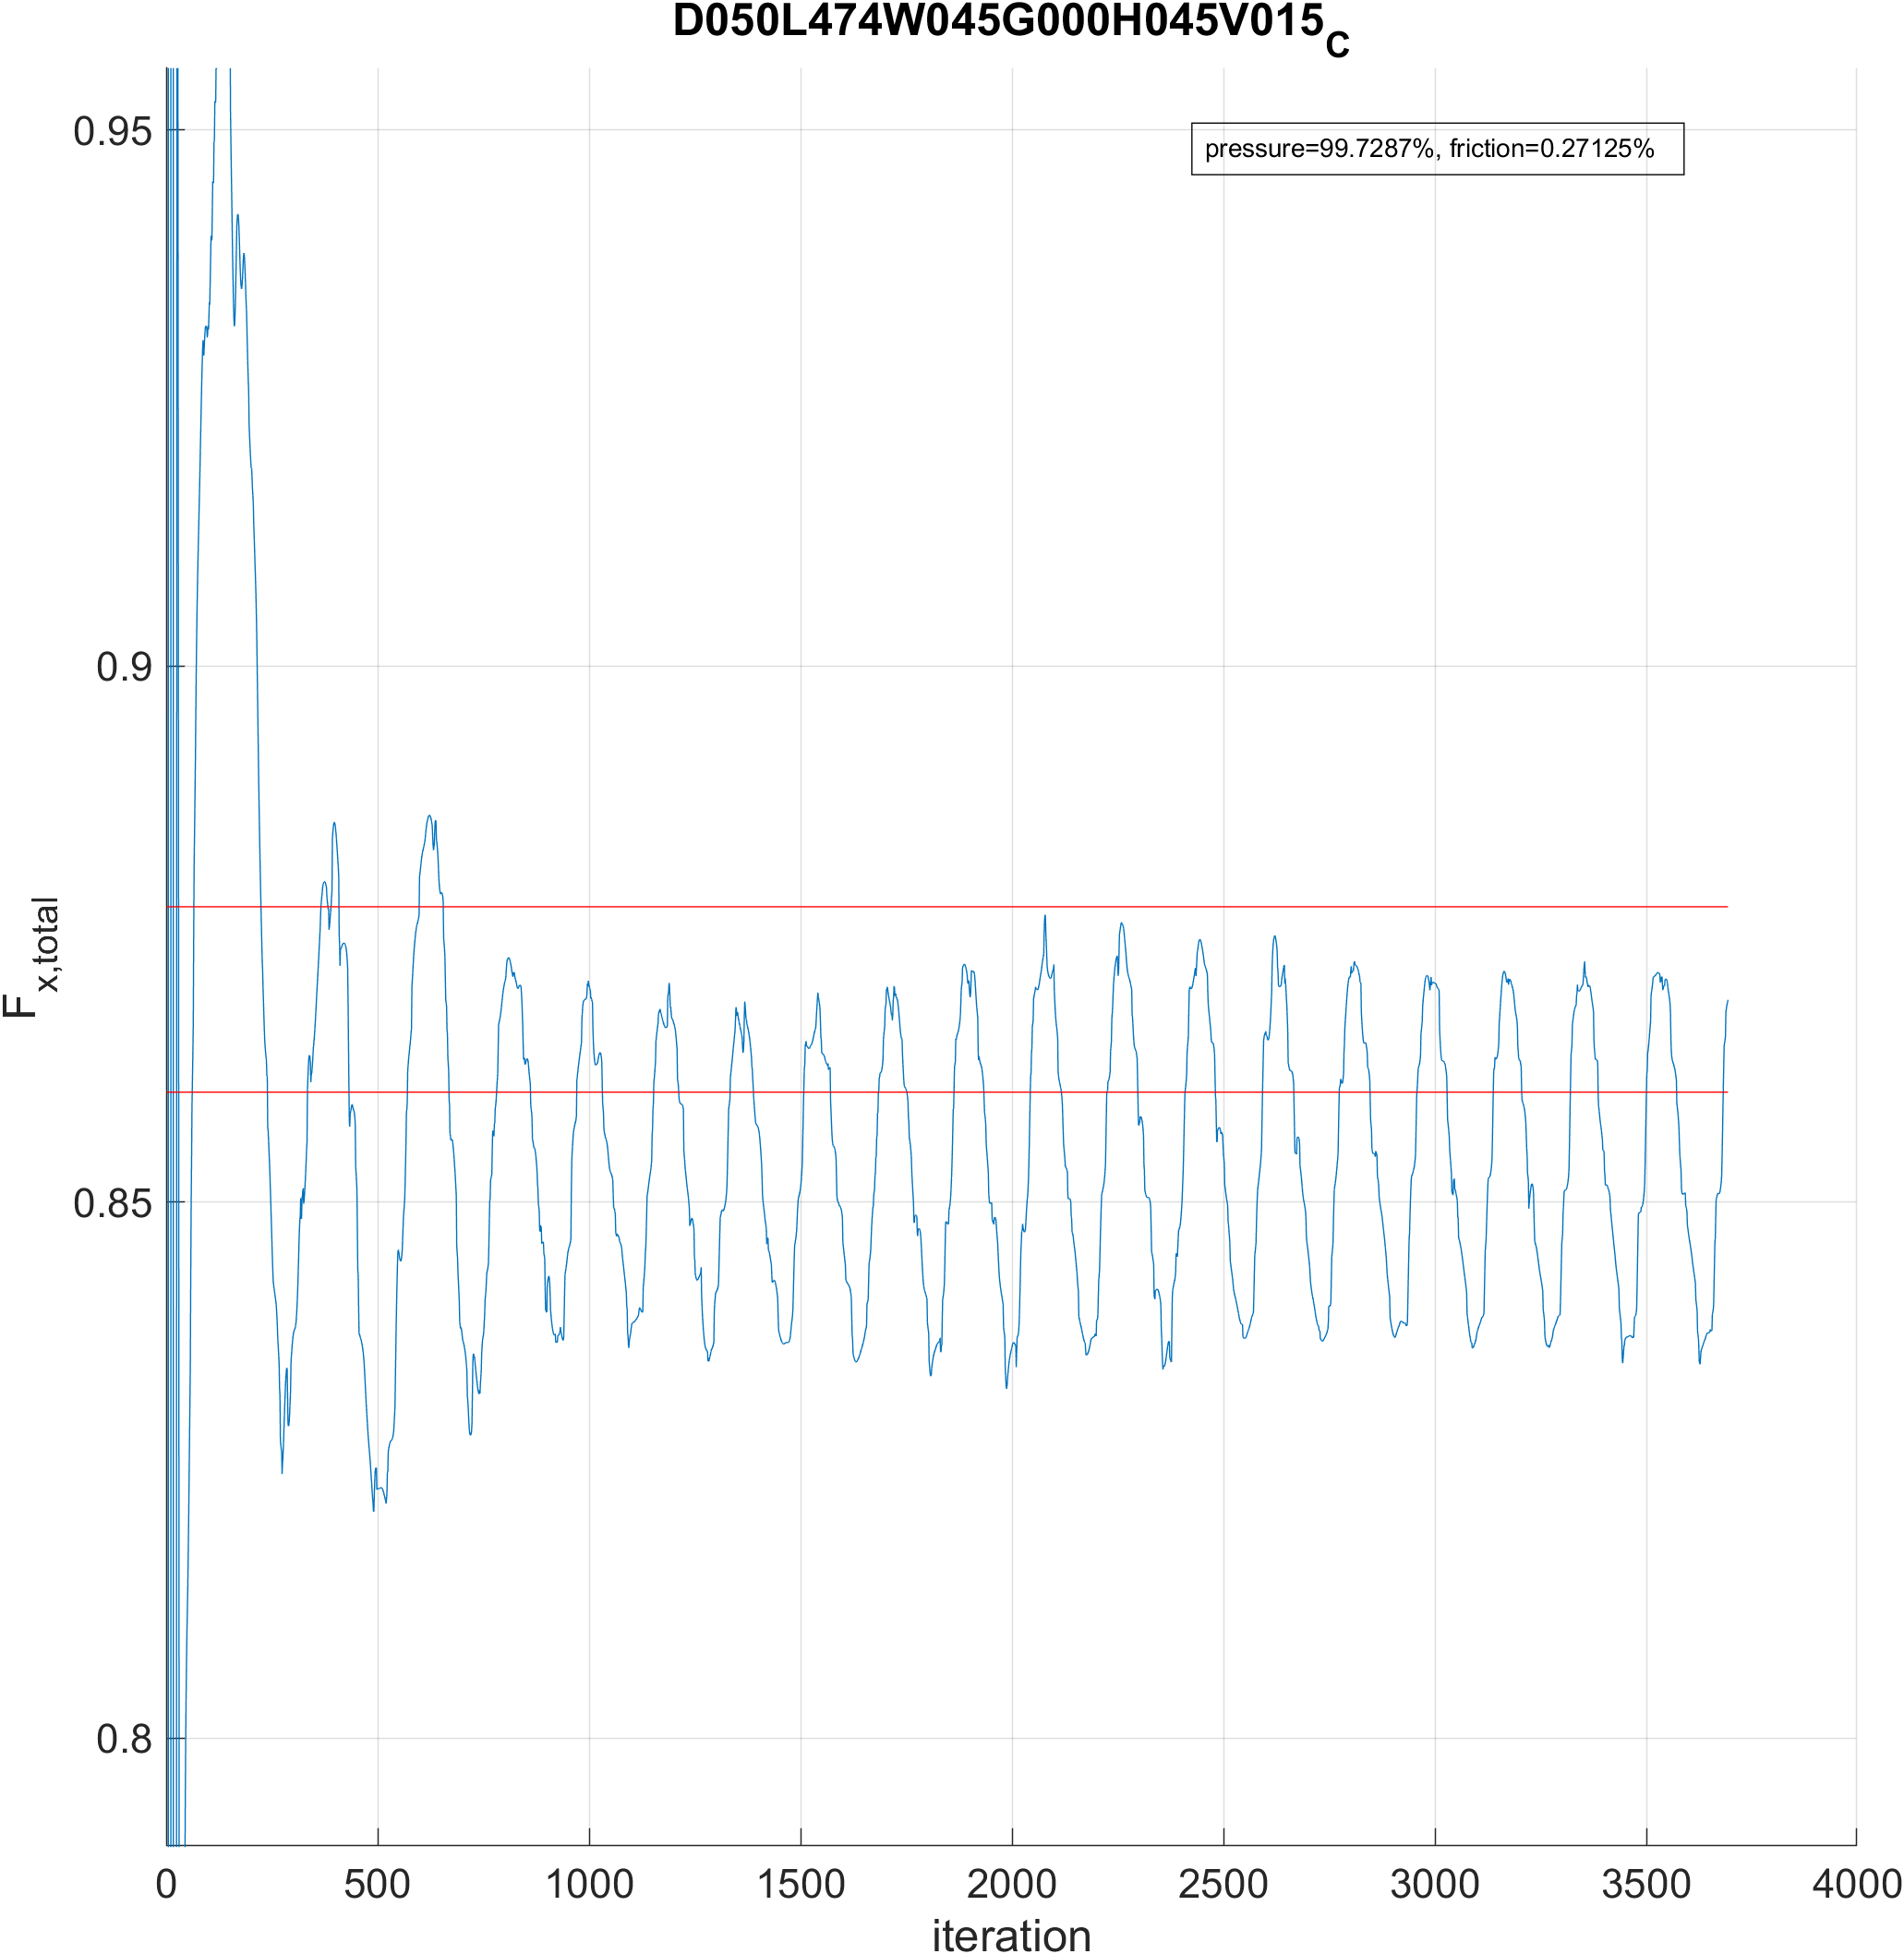 D050L474W045G000H045V015C
pressure=99.7287%, friction=0.27125%
0.95
0.9
0.85
0.8
Fx,total
0 500 1000 1500 2000 2500 3000 3500 4000
iteration